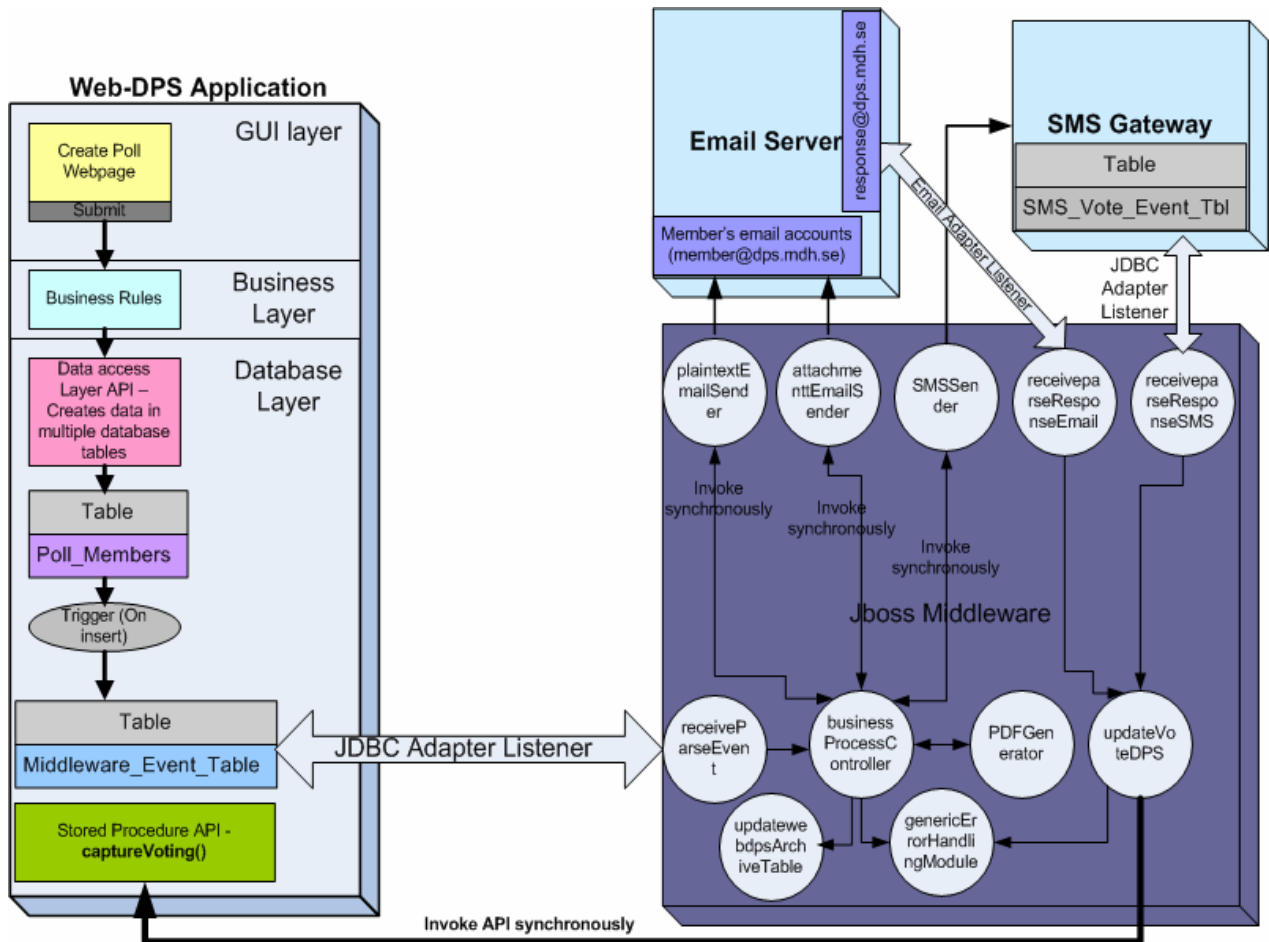 Web-DPS Application
GUI layer
Create Poll
Webpage
Submit
Business Rules
Business
Layer
Data access
Layer API –
Creates data in
multiple database
tables
Database
Layer
Table
Poll_Members
Trigger (On
insert)
Table
Middleware_Event_Table
Stored Procedure API -
captureVoting()
JDBC Adapter Listener
Invoke API synchronously
Email Server
response@dps.mdh.se
Member's email accounts
(member@dps.mdh.se)
Email Adapter Listener
SMS Gateway
Table
SMS_Vote_Event_Tbl
JDBC
Adapter
Listener
plaintextE
mailSend
er
attachme
nttEmailS
ender
SMSSe
nder
receivepa
rseRespo
nseEmail
receivepa
rseRespo
nseSMS
Invoke
synchronously
Invoke
synchronously
Invoke
synchronously
Jboss Middleware
receiveP
arseEven
t
business
ProcessC
ontroller
PDFGen
erator
updateVo
teDPS
updatewe
bdpsArch
iveTable
genericEr
rorHandli
ngModule